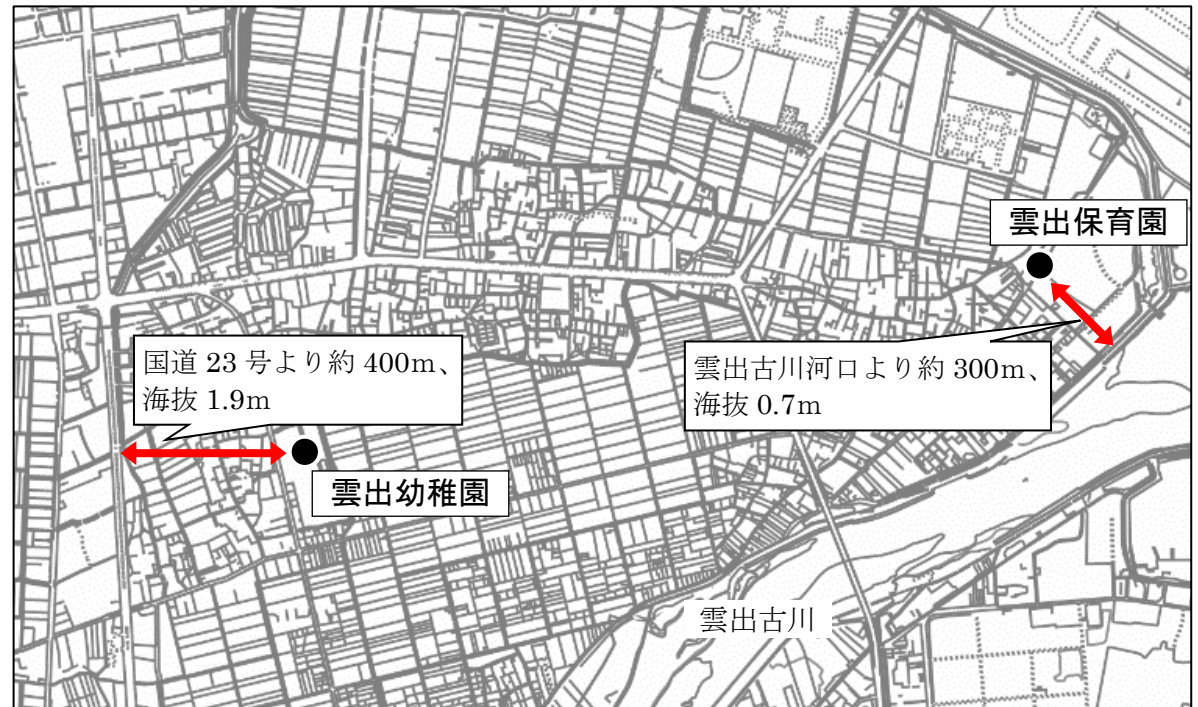 雲出保育園
国道 23 号より約 400m、
海抜 1.9m
雲出古川河口より約 300m、
海抜 0.7m
雲出幼稚園
雲出古川